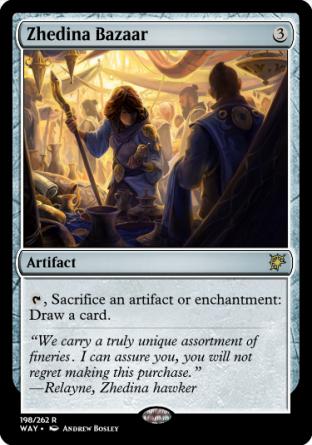 Zhedina Bazaar 3
Artifact
, Sacrifice an artifact or enchantment:
Draw a card.
“We carry a truly unique assortment of
fineries. I can assure you, you will not
regret making this purchase.”
—Relayne, Zhedina hawker
198/262 R
WAY • Andrew Bosley